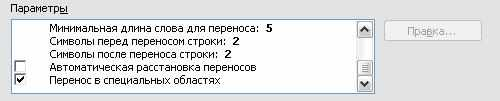 Параметры
Минимальная длина слова для переноса: 5
Символы перед переносом строки: 2
Символы после переноса строки: 2
Автоматическая расстановка переносов
Перенос в специальных областях
Правка...